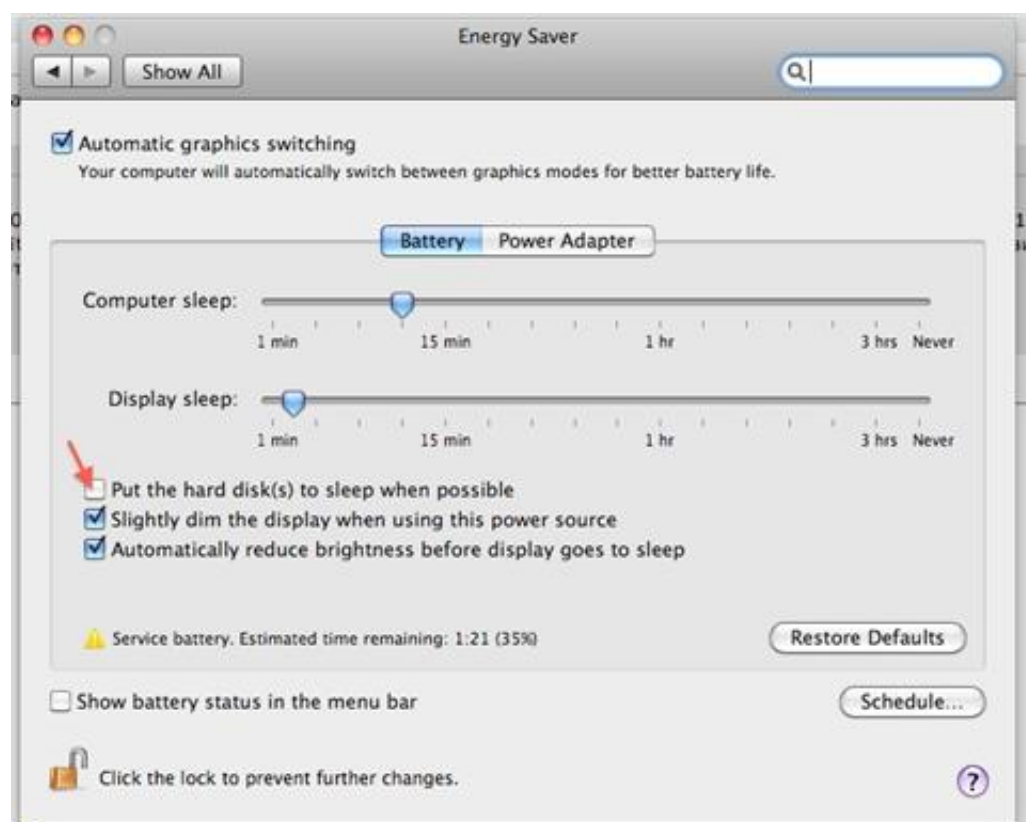 Energy Saver
Show All
Automatic graphics switching
Your computer will automatically switch between graphics modes for better battery life.
Battery Power Adapter
Computer sleep:
1 min 15 min 1 hr 3 hrs Never
Display sleep:
1 min 15 min 1 hr 3 hrs Never
Put the hard disk(s) to sleep when possible
Slightly dim the display when using this power source
Automatically reduce brightness before display goes to sleep
Service battery. Estimated time remaining: 1:21 (35%)
Restore Defaults
Show battery status in the menu bar
Schedule...
Click the lock to prevent further changes.
?